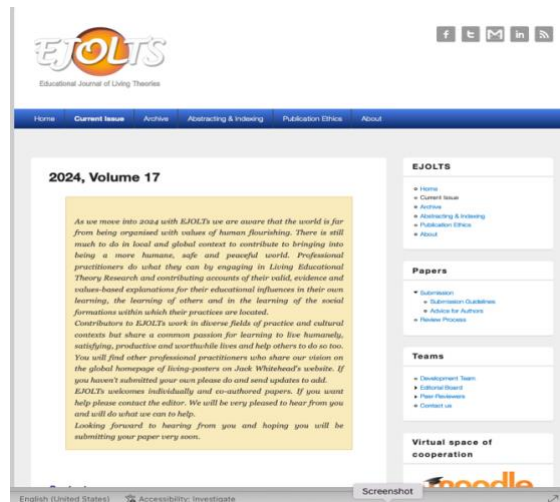 EJOLTS
Educational Journal of Living Theories
Home Current Issue Archive Abstracting & Indexing Publication Ethics About
2024, Volume 17
As we move into 2024 with EJOLTs we are aware that the world is far
from being organised with values of human flourishing. There is still
much to do in local and global context to contribute to bringing into
being a more humane, safe and peaceful world. Professional
practitioners do what they can by engaging in Living Educational
Theory Research and contributing accounts of their valid, evidence and
values-based explanations for their educational influences in their own
learning, the learning of others and in the learning of the social
formations within which their practices are located.
Contributors to EJOLTs work in diverse fields of practice and cultural
contexts but share a common passion for learning to live humanely,
satisfying, productive and worthwhile lives and help others to do so too.
You will find other professional practitioners who share our vision on
the global homepage of living-posters on Jack Whitehead's website. If
you haven't submitted your own please do and send updates to add.
EJOLTs welcomes individually and co-authored papers. If you want
help please contact the editor. We will be very pleased to hear from you
and will do what we can to help.
Looking forward to hearing from you and hoping you will be
submitting your paper very soon.
EJOLTS
Home
Current Issue
Archive
Abstracting & Indexing
Publication Ethics
About
Papers
Submission
Submission Guidelines
Advice for Authors
Review Process
Teams
Development Team
Editorial Board
Peer Reviewers
Contact us
Virtual space of
cooperation
moodle
Screenshot
English (United States) Accessibility: Investigate